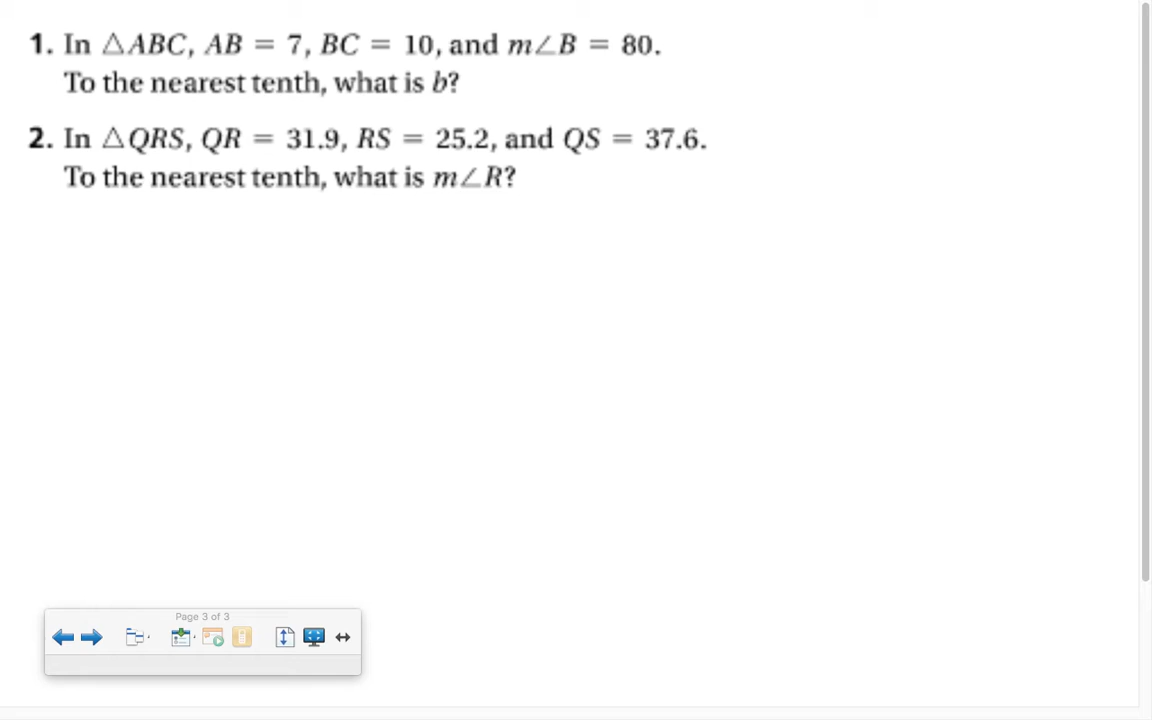 1. In △ABC, AB = 7, BC = 10, and m∠B = 80.
To the nearest tenth, what is b?
2. In △QRS, QR = 31.9, RS = 25.2, and QS = 37.6.
To the nearest tenth, what is m∠R?
Page 3 of 3